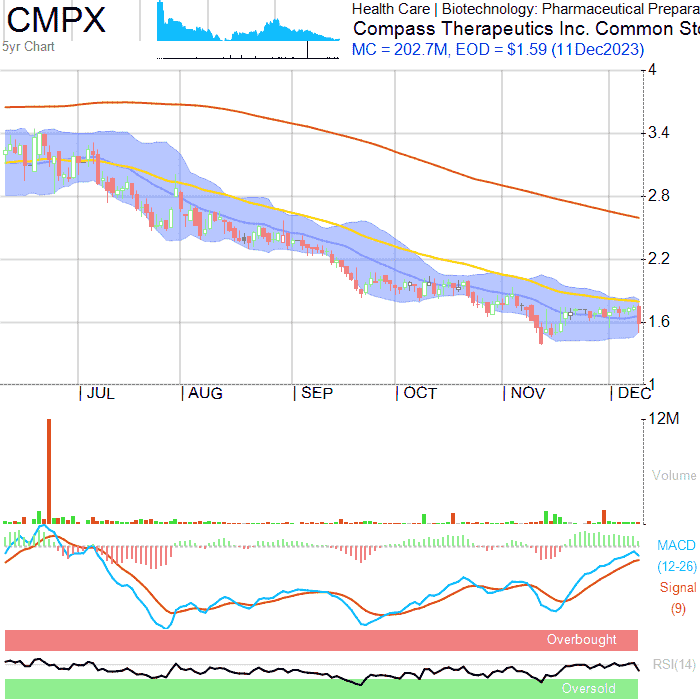 CMPX
5yr Chart
Health Care | Biotechnology: Pharmaceutical Prepara
Compass Therapeutics Inc. Common Sto
MC = 202.7M, EOD = $1.59 (11Dec2023)
4
3.4
2.8
2.2
1.6
1
JUL AUG SEP OCT NOV DEC
12M
Volume
MACD
(12-26)
Signal
(9)
Overbought
RSI(14)
Oversold